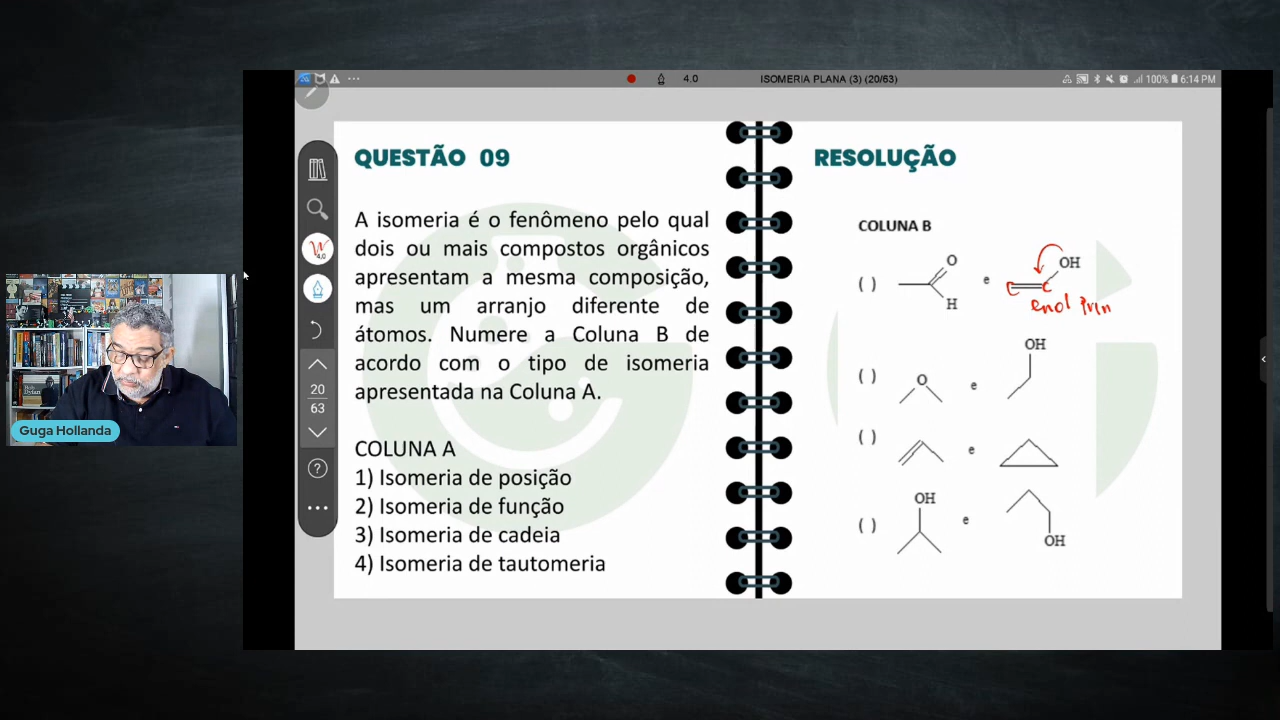 ISOMERIA PLANA (3) (20/63)
4.0
100% 6:14 PM
QUESTÃO 09
A isomeria é o fenômeno pelo qual
dois ou mais compostos orgânicos
apresentam a mesma composição,
mas um arranjo diferente de
átomos. Numere a Coluna B de
acordo com o tipo de isomeria
apresentada na Coluna A.
COLUNA A
1) Isomeria de posição
2) Isomeria de função
3) Isomeria de cadeia
4) Isomeria de tautomeria
RESOLUÇÃO
COLUNA B
( ) O H e C C OH
enol Prim
( ) O e OH
( ) e
( ) OH e OH
20
63
4,0
Guga Hollanda